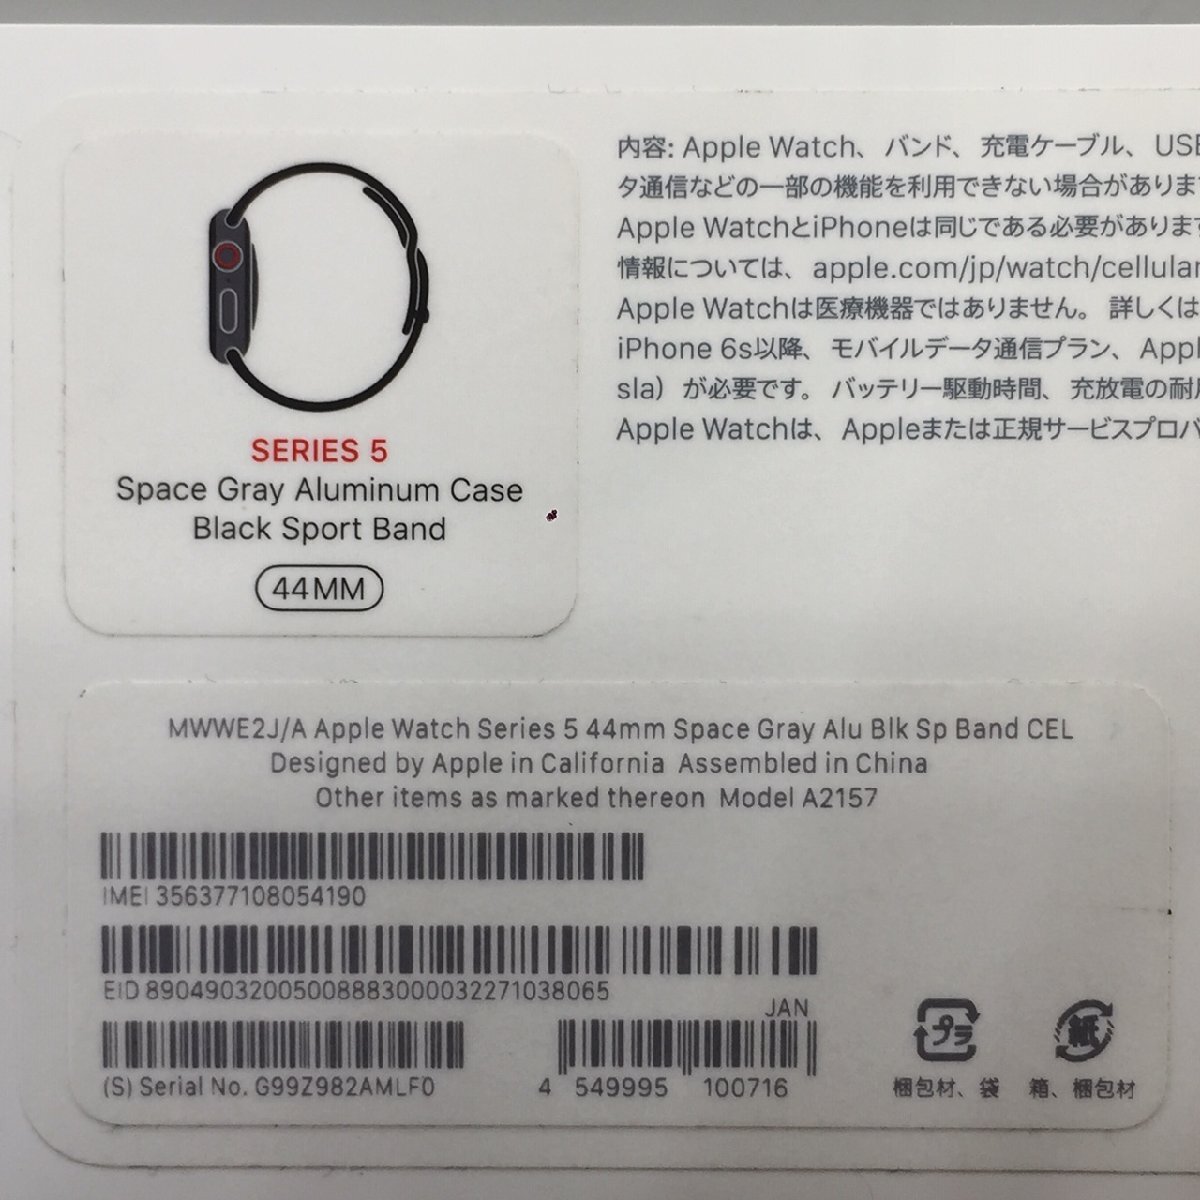 内容: Apple Watch、バンド、充電ケーブル、USB
タ通信などの一部の機能を利用できない場合があります
Apple WatchとiPhoneは同じである必要があります
情報については、apple.com/jp/watch/cellular
Apple Watchは医療機器ではありません。詳しくは
iPhone 6s以降、モバイルデータ通信プラン、Appl
sla）が必要です。バッテリー駆動時間、充放電の耐用
Apple Watchは、Appleまたは正規サービスプロバ
SERIES 5
Space Gray Aluminum Case
Black Sport Band
44MM
MWWE2J/A Apple Watch Series 5 44mm Space Gray Alu Blk Sp Band CEL
Designed by Apple in California Assembled in China
Other items as marked thereon Model A2157
IMEI 356377108054190
EID 89049032005008883000032271038065
JAN
(S) Serial No. G99Z982AMLF0
4 549995 100716
プラ
紙
梱包材、袋
箱、梱包材